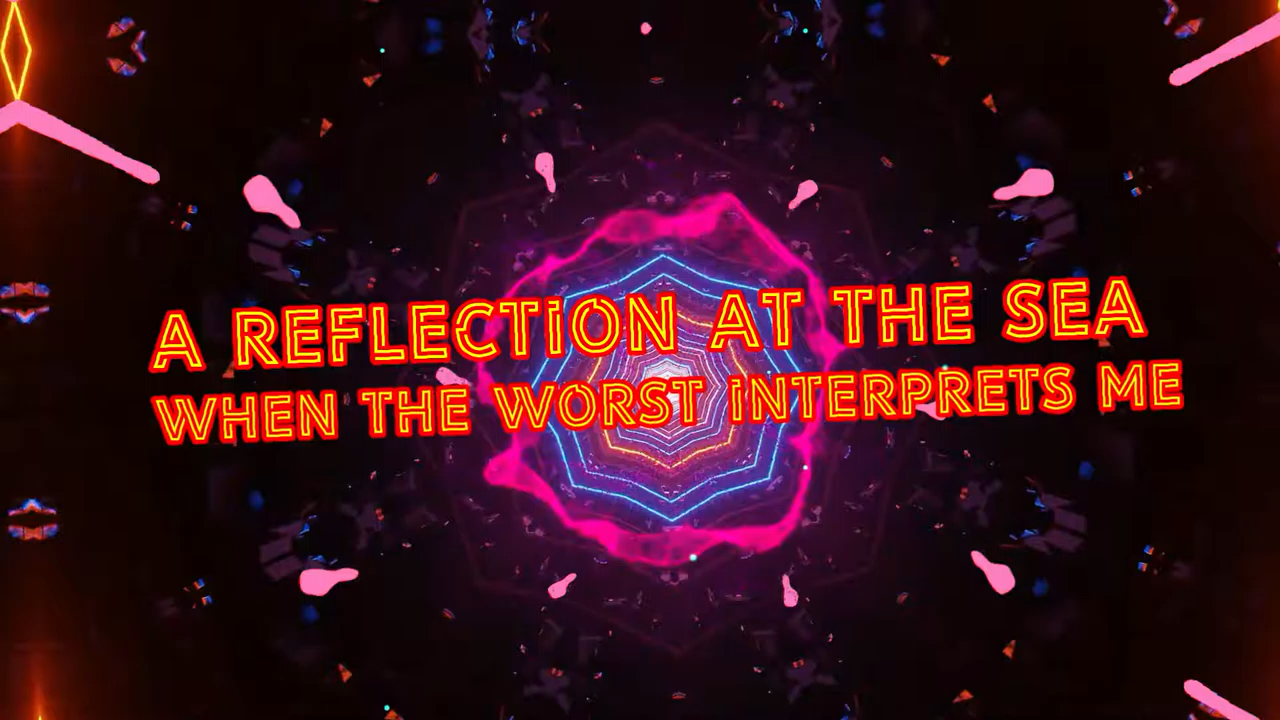 A REFLECTION AT THE SEA
WHEN THE WORST INTERPRETS ME